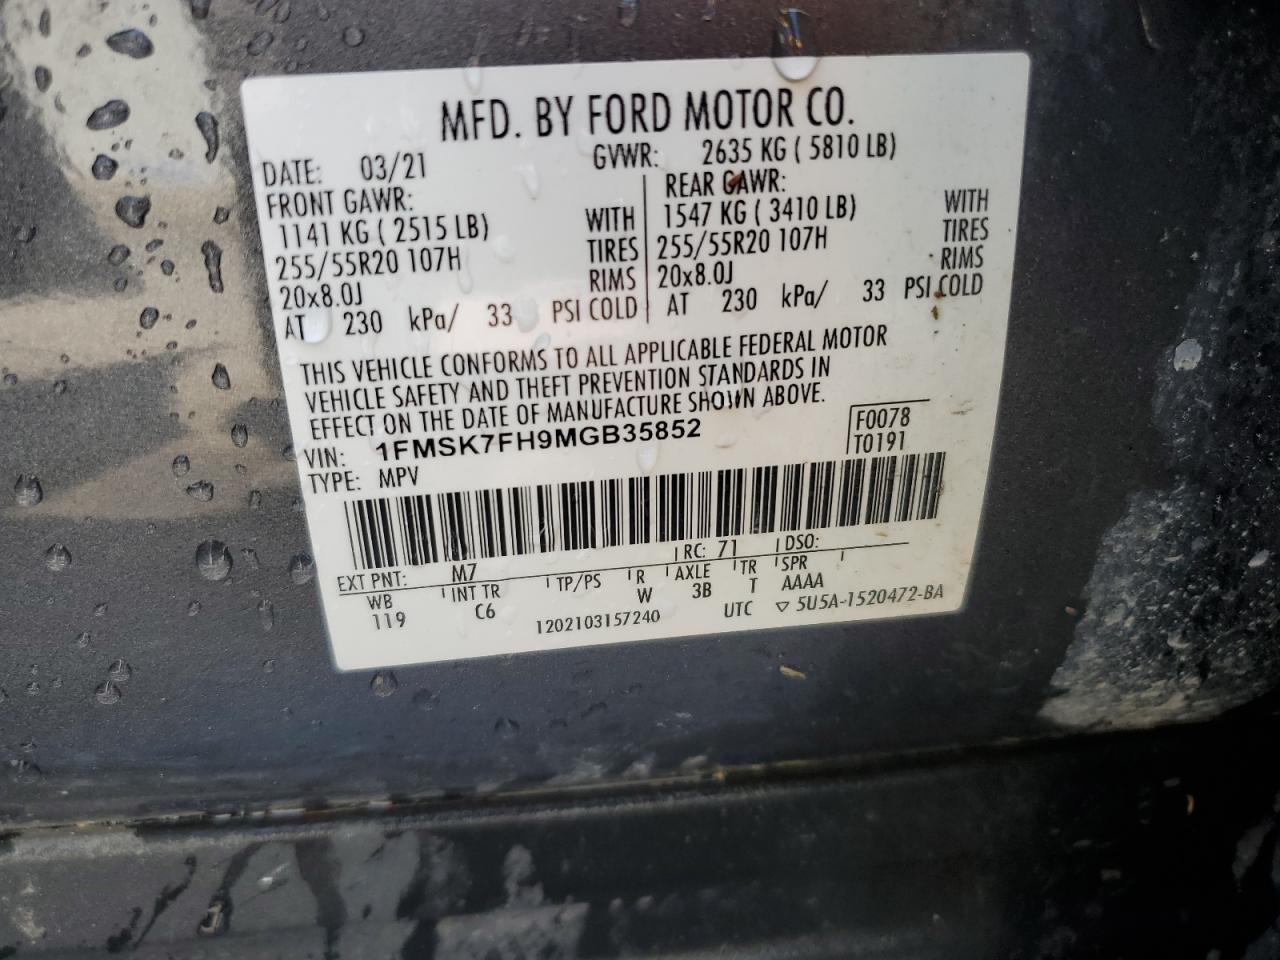 MFD. BY FORD MOTOR CO.
DATE: 03/21 GVWR: 2635 KG ( 5810 LB)
FRONT GAWR:
1141 KG ( 2515 LB) WITH
255/55R20 107H TIRES
20x8.0J RIMS
AT 230 kPa/ 33 PSI COLD
REAR GAWR:
1547 KG ( 3410 LB) WITH
255/55R20 107H TIRES
20x8.0J RIMS
AT 230 kPa/ 33 PSI COLD
THIS VEHICLE CONFORMS TO ALL APPLICABLE FEDERAL MOTOR
VEHICLE SAFETY AND THEFT PREVENTION STANDARDS IN
EFFECT ON THE DATE OF MANUFACTURE SHOWN ABOVE.
VIN: 1FMSK7FH9MGB35852
TYPE: MPV
F0078
T0191
EXT PNT: M7 RC: 71 DSO:
WB INT TR TP/PS R AXLE TR SPR
119 C6 W 3B T AAAA
1202103157240 UTC ▽ 5U5A-1520472-BA